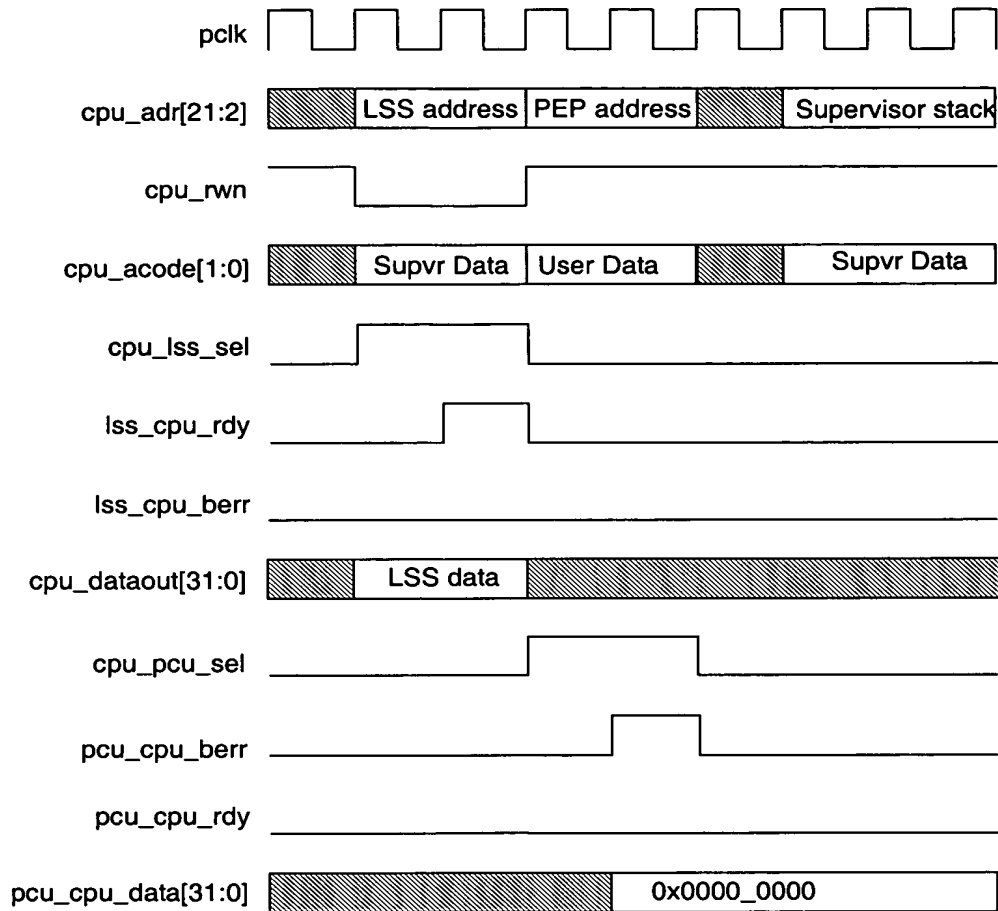 pclk
cpu_adr[21:2] LSS address PEP address Supervisor stack
cpu_rwn
cpu_acode[1:0] Supvr Data User Data Supvr Data
cpu_lss_sel
lss_cpu_rdy
lss_cpu_berr
cpu_dataout[31:0] LSS data
cpu_pcu_sel
pcu_cpu_berr
pcu_cpu_rdy
pcu_cpu_data[31:0] 0x0000_0000